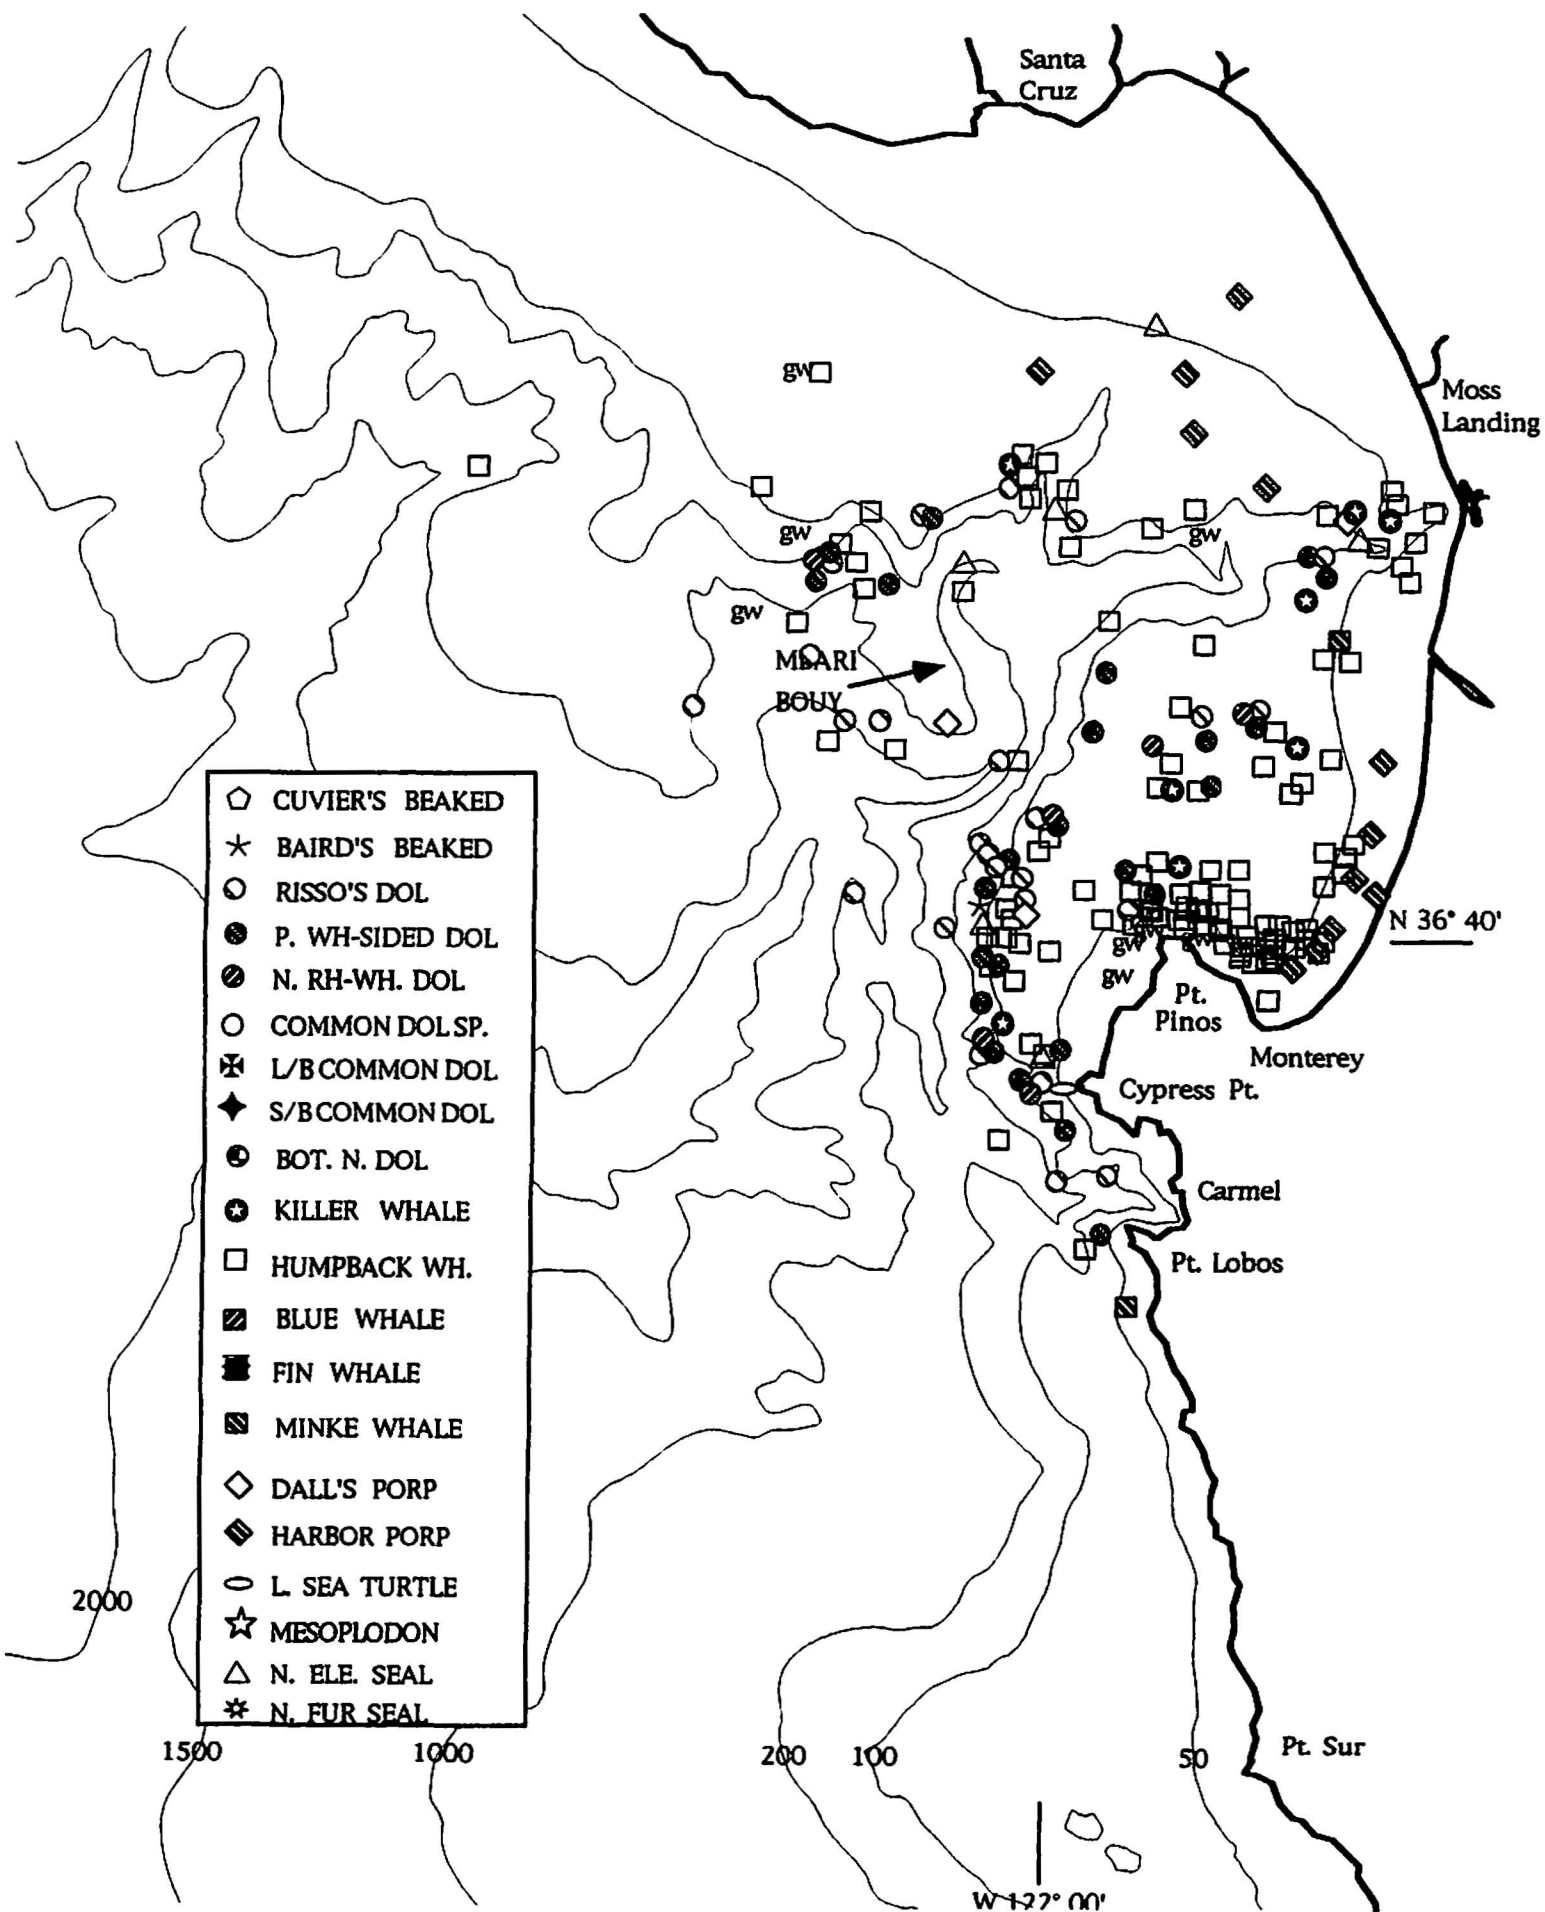 Santa
Cruz
Moss
Landing
gw
gw
gw
gw
MBARI
BOUY
N 36° 40'
gw
gw
gw
gw
Pt.
Pinos
Monterey
Cypress Pt.
Carmel
Pt. Lobos
CUVIER'S BEAKED
BAIRD'S BEAKED
RISSO'S DOL
P. WH-SIDED DOL
N. RH-WH. DOL
COMMON DOL SP.
L/B COMMON DOL
S/B COMMON DOL
BOT. N. DOL
KILLER WHALE
HUMPBACK WH.
BLUE WHALE
FIN WHALE
MINKE WHALE
DALL'S PORP
HARBOR PORP
L. SEA TURTLE
MESOPLODON
N. ELE. SEAL
N. FUR SEAL
2000
1500
1000
200
100
50
Pt. Sur
W 122° 00'